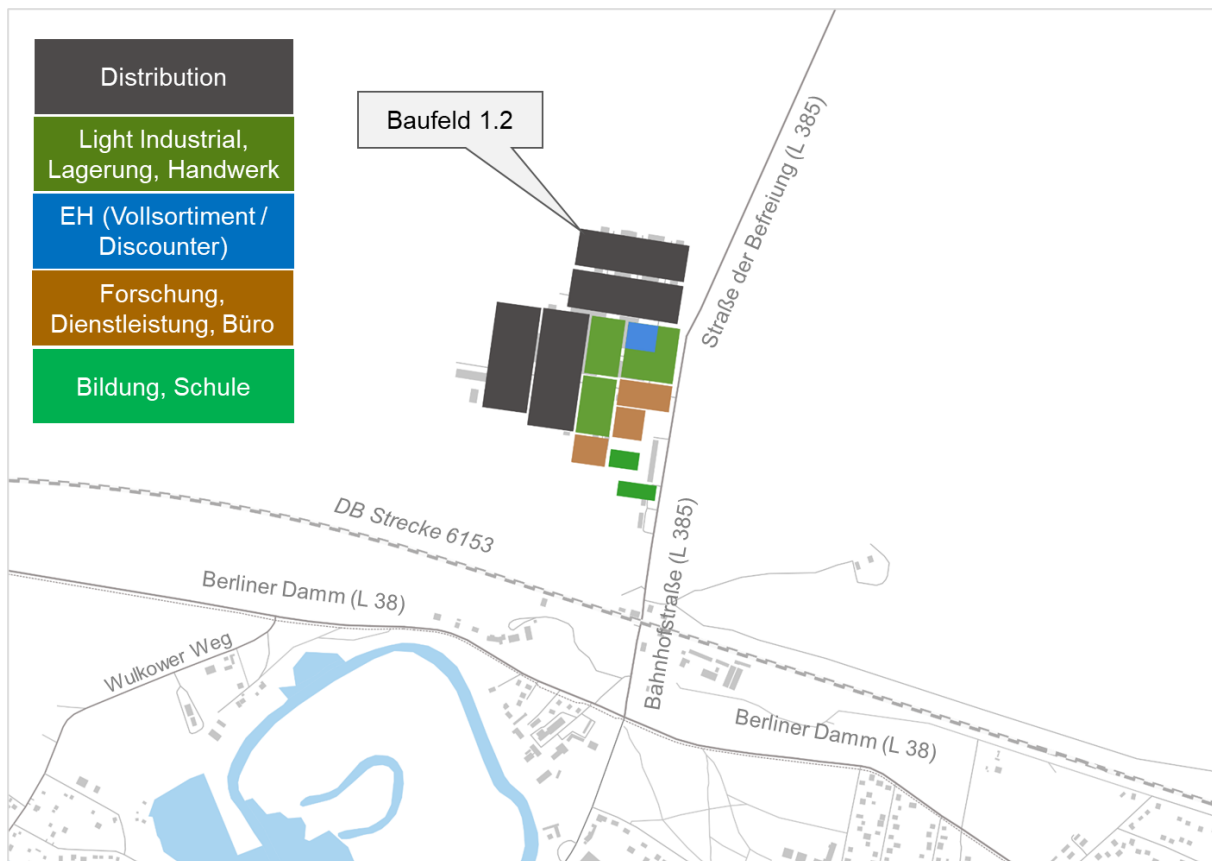 Distribution
Light Industrial,
Lagerung, Handwerk
EH (Vollsortiment /
Discounter)
Forschung,
Dienstleistung, Büro
Bildung, Schule
Baufeld 1.2
Straße der Befreiung (L 385)
DB Strecke 6153
Bähnhofstraße (L 385)
Berliner Damm (L 38)
Wulkower Weg
Berliner Damm (L 38)